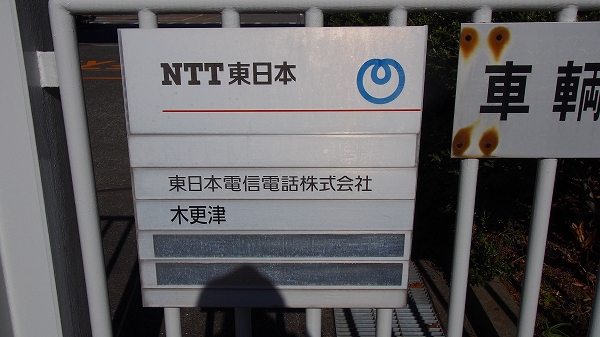 NTT東日本
東日本電信電話株式会社
木更津
車輌